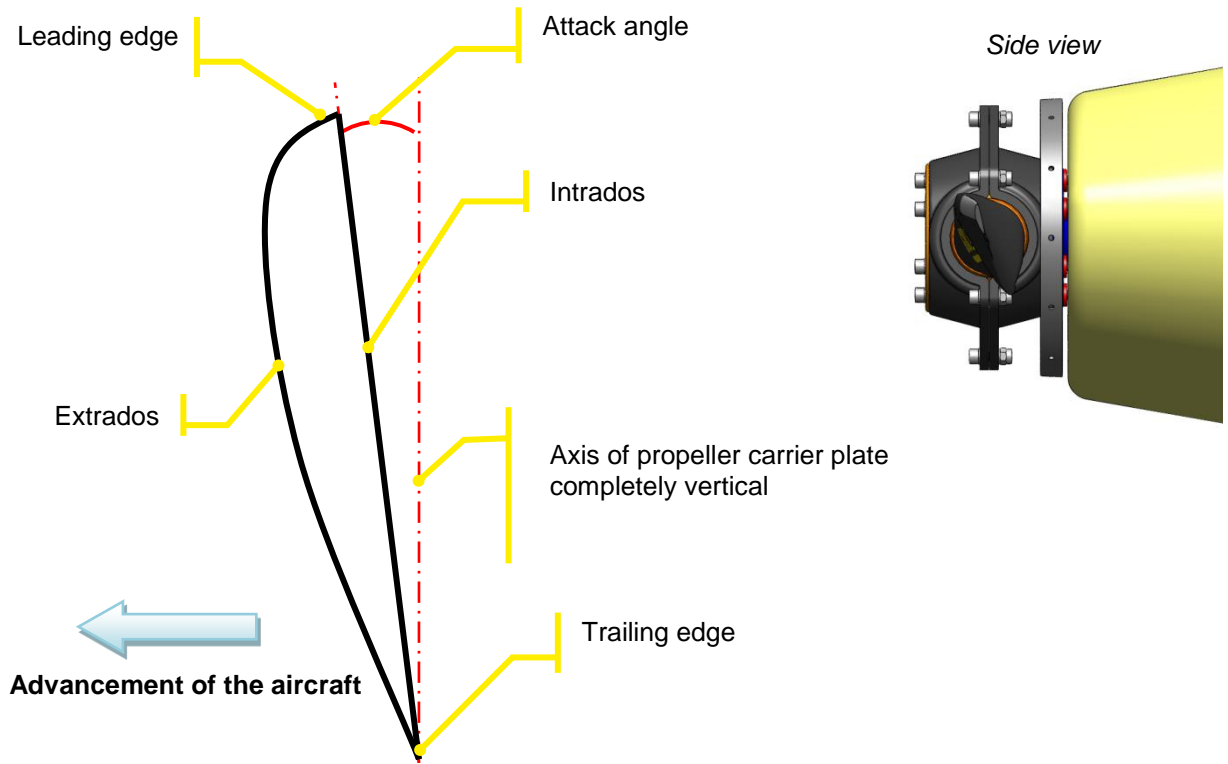 Leading edge
Attack angle
Side view
Intrados
Extrados
Axis of propeller carrier plate
completely vertical
Trailing edge
Advancement of the aircraft